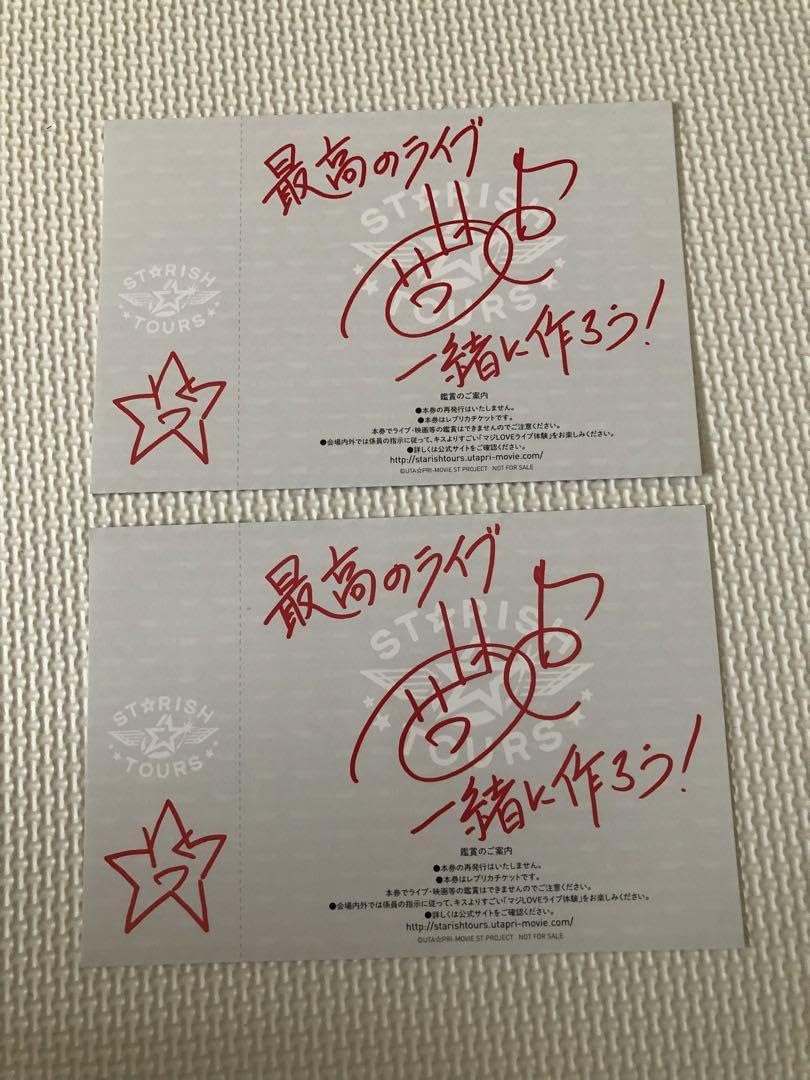 最高のライブ
ST☆RISH
TOURS
一緒に作ろう!
ST☆RISH
TOURS
鑑賞のご案内
●本券の再発行はいたしません。
●本券はレプリカチケットです。
本券でライブ・映画等の鑑賞はできませんのでご注意ください。
●会場内外では係員の指示に従って、キスよりすごい「マジLOVEライブ体験」をお楽しみください。
●詳しくは公式サイトをご確認ください。
http://starishtours.utapri-movie.com/
©UTA☆PRI-MOVIE ST PROJECT NOT FOR SALE
最高のライブ
ST☆RISH
TOURS
一緒に作ろう!
ST☆RISH
TOURS
鑑賞のご案内
●本券の再発行はいたしません。
●本券はレプリカチケットです。
本券でライブ・映画等の鑑賞はできませんのでご注意ください。
●会場内外では係員の指示に従って、キスよりすごい「マジLOVEライブ体験」をお楽しみください。
●詳しくは公式サイトをご確認ください。
http://starishtours.utapri-movie.com/
©UTA☆PRI-MOVIE ST PROJECT NOT FOR SALE